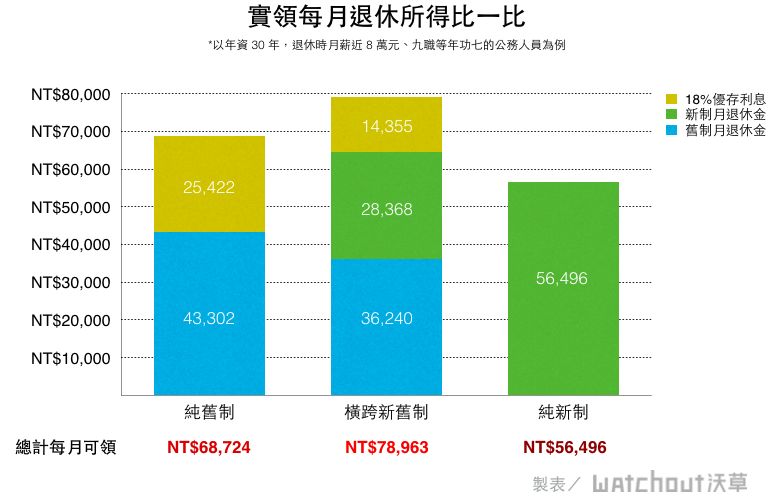 實領每月退休所得比一比
*以年資 30 年，退休時月薪近 8 萬元、九職等年功七的公務人員為例
NT$80,000
NT$70,000
NT$60,000
NT$50,000
NT$40,000
NT$30,000
NT$20,000
NT$10,000
25,422
43,302
14,355
28,368
36,240
56,496
18%優存利息
新制月退休金
舊制月退休金
純舊制 橫跨新舊制 純新制
總計每月可領 NT$68,724 NT$78,963 NT$56,496
製表／ watchout沃草